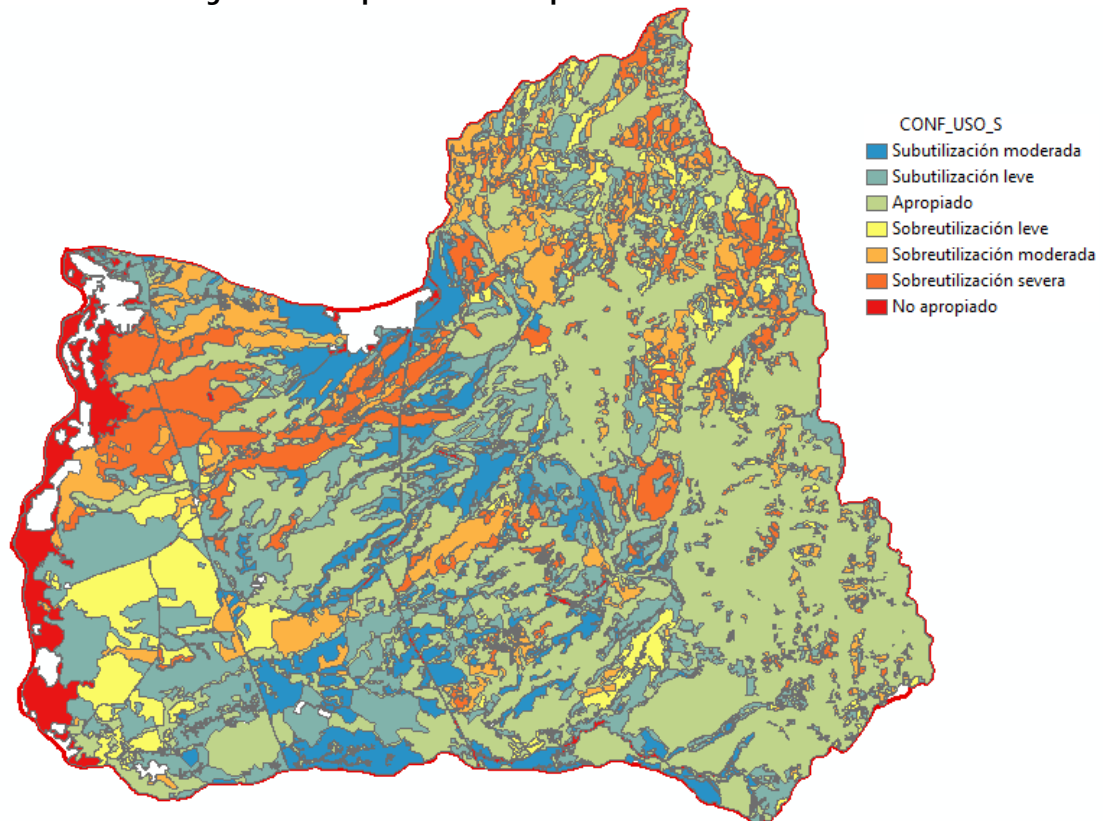 CONF_USO_S
Subutilización moderada
Subutilización leve
Apropiado
Sobreutilización leve
Sobreutilización moderada
Sobreutilización severa
No apropiado